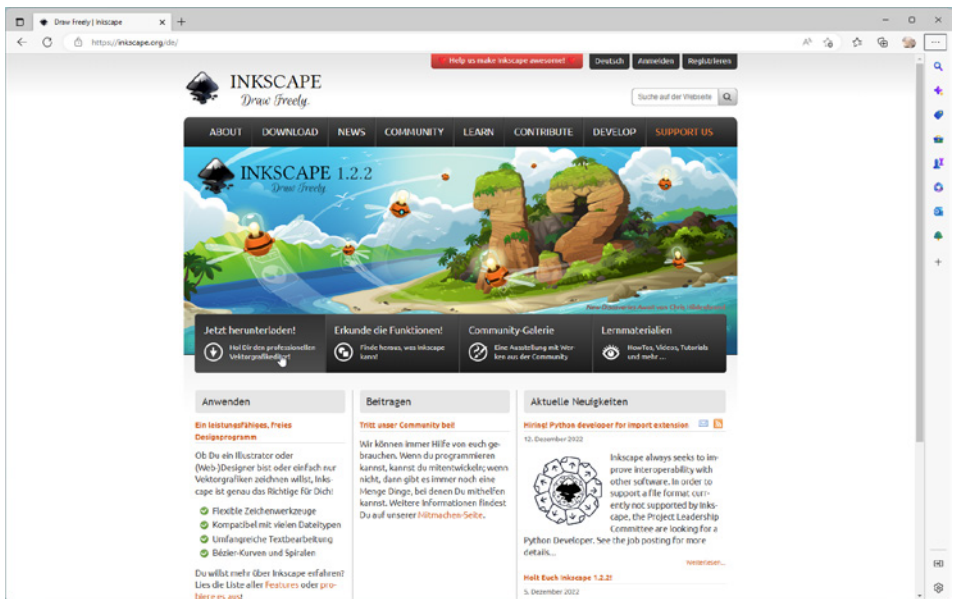 Draw Freely | Inkscape
https://inkscape.org/de/
Help us make Inkscape awesome!
Deutsch
Anmelden
Registrieren
INKSCAPE
Draw Freely.
Suche auf der Webseite
ABOUT DOWNLOAD NEWS COMMUNITY LEARN CONTRIBUTE DEVELOP SUPPORT US
INKSCAPE 1.2.2
Draw Freely
Jetzt herunterladen!
Hol Dir den professionellen
Vektorgrafikeditor!
Erkunde die Funktionen!
Finde heraus, was Inkscape
kann!
Community-Galerie
Eine Ausstellung mit Wer-
ken aus der Community
Lernmaterialien
HowTos, Videos, Tutorials
und mehr ...
Anwenden
Ein leistungsfähiges, freies
Designprogramm
Ob Du ein Illustrator oder
(Web-)Designer bist oder einfach nur
Vektorgrafiken zeichnen willst, Inks-
cape ist genau das Richtige für Dich!
Flexible Zeichenwerkzeuge
Kompatibel mit vielen Dateitypen
Umfangreiche Textbearbeitung
Bézier-Kurven und Spiralen
Du willst mehr über Inkscape erfahren?
Lies die Liste aller Features oder pro-
biere es aus!
Beitragen
Tritt unser Community bei!
Wir können immer Hilfe von euch ge-
brauchen. Wenn du programmieren
kannst, kannst du mitentwickeln; wenn
nicht, dann gibt es immer noch eine
Menge Dinge, bei denen Du mithelfen
kannst. Weitere Informationen findest
Du auf unserer Mitmachen-Seite.
Aktuelle Neuigkeiten
Hiring! Python developer for import extension
12. Dezember 2022
Inkscape always seeks to im-
prove interoperability with
other software. In order to
support a file format curr-
ently not supported by Inks-
cape, the Project Leadership
Committee are looking for a
Python Developer. See the job posting for more
details...
Weiterlesen...
Holt Euch Inkscape 1.2.2!
5. Dezember 2022